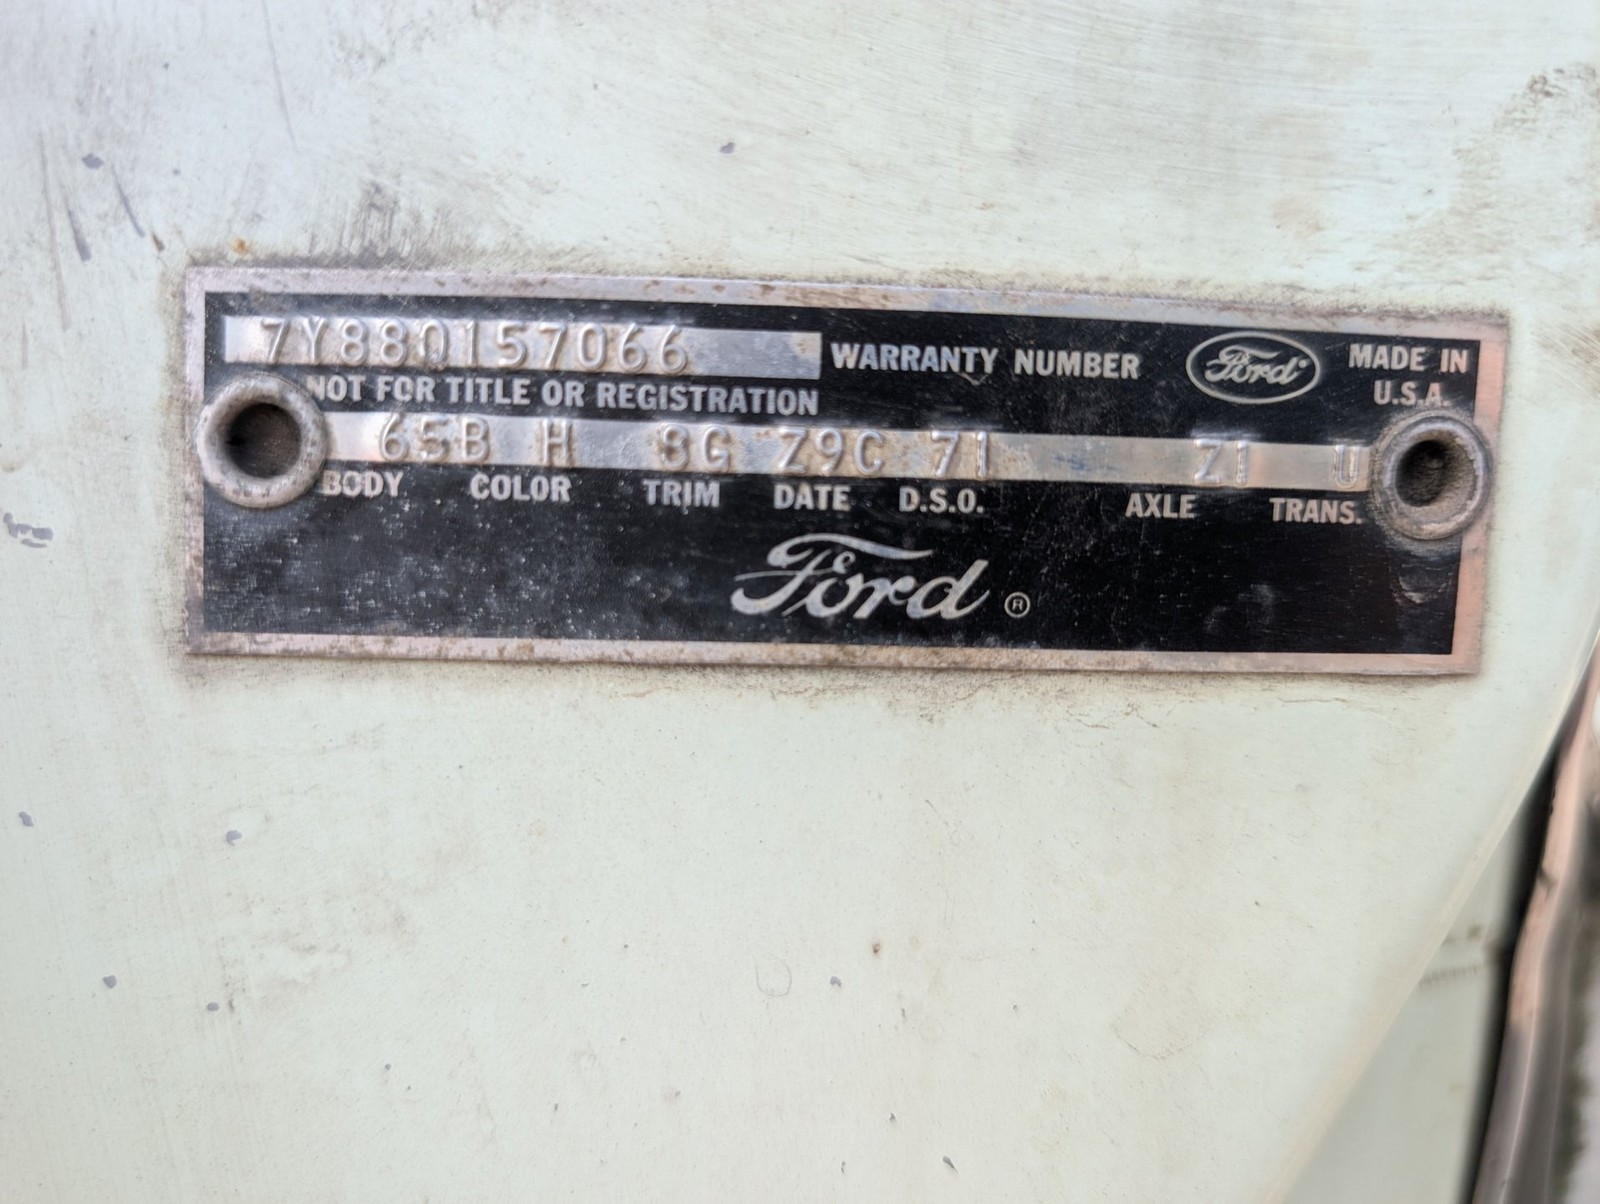 7Y88Q157066 WARRANTY NUMBER Ford MADE IN
U.S.A.
NOT FOR TITLE OR REGISTRATION
65B H 8G Z9C 71 Z1 U
BODY COLOR TRIM DATE D.S.O. AXLE TRANS.
Ford ®